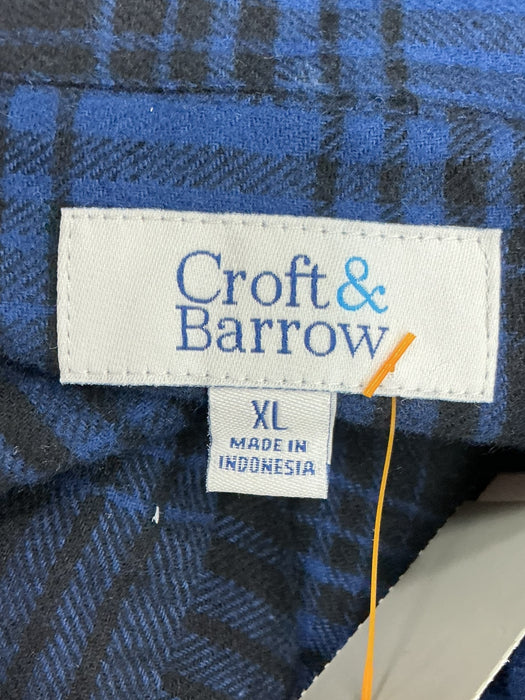 Croft &
Barrow
XL
MADE IN
INDONESIA